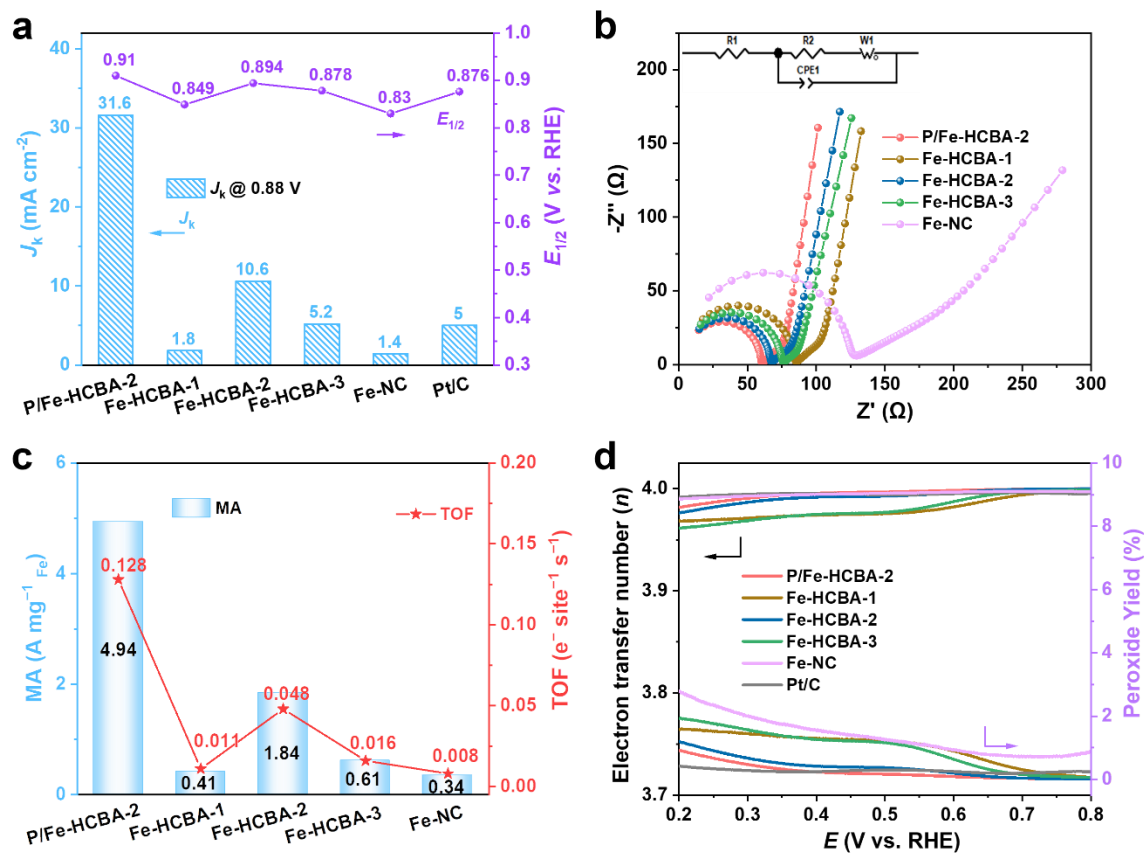 a
40
30
20
10
0
J_k (mA cm⁻²)
0.91
0.849
0.894
0.878
0.83
0.876
E_1/2
J_k @ 0.88 V
J_k
31.6
1.8
10.6
5.2
1.4
5
1
0.9
0.8
0.7
0.6
0.5
0.4
0.3
E_1/2 (V vs. RHE)
P/Fe-HCBA-2
Fe-HCBA-1
Fe-HCBA-2
Fe-HCBA-3
Fe-NC
Pt/C
b
R1
R2
W1
CPE1
225
200
150
100
50
0
-Z'' (Ω)
P/Fe-HCBA-2
Fe-HCBA-1
Fe-HCBA-2
Fe-HCBA-3
Fe-NC
0
50
100
150
200
250
300
Z' (Ω)
c
6
4
2
0
MA (A mg⁻¹ Fe)
MA
TOF
0.128
0.011
0.048
0.016
0.008
4.94
0.41
1.84
0.61
0.34
0.20
0.15
0.10
0.05
0.00
TOF (e⁻ site⁻¹ s⁻¹)
P/Fe-HCBA-2
Fe-HCBA-1
Fe-HCBA-2
Fe-HCBA-3
Fe-NC
d
4.0
3.9
3.8
3.7
Electron transfer number (n)
P/Fe-HCBA-2
Fe-HCBA-1
Fe-HCBA-2
Fe-HCBA-3
Fe-NC
Pt/C
10
8
6
4
2
0
Peroxide Yield (%)
0.2
0.3
0.4
0.5
0.6
0.7
0.8
E (V vs. RHE)